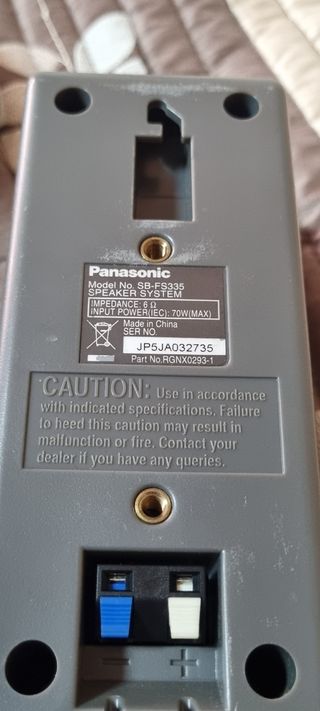 Panasonic
Model No. SB-FS335
SPEAKER SYSTEM
IMPEDANCE: 6 Ω
INPUT POWER(IEC): 70W(MAX)
Made in China
SER NO.
JP5JA032735
Part No.RGNX0293-1
CAUTION: Use in accordance
with indicated specifications. Failure
to heed this caution may result in
malfunction or fire. Contact your
dealer if you have any queries.
− +